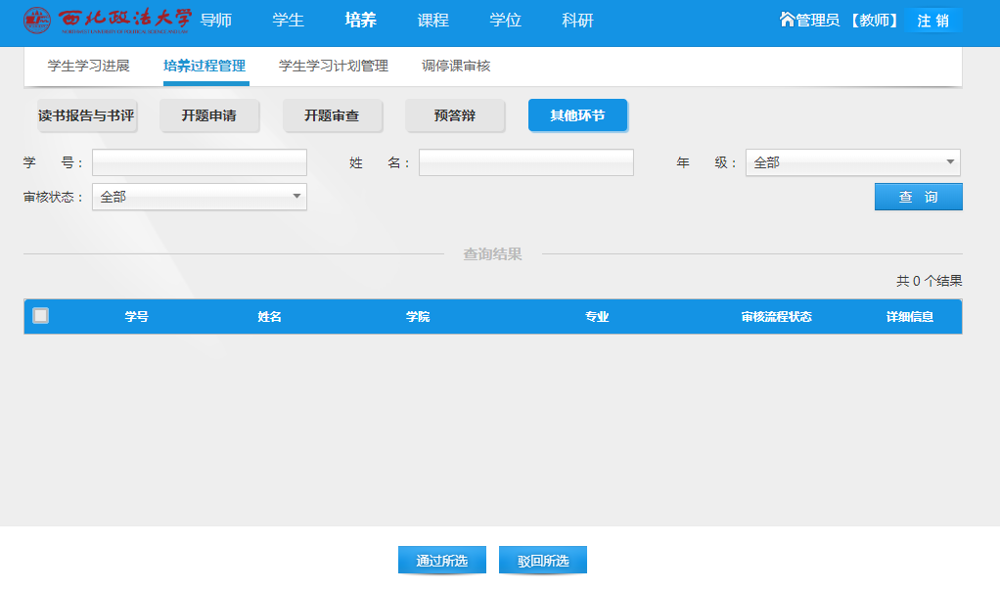 西北政法大学 导师 学生 培养 课程 学位 科研 管理员 【教师】 注 销
学生学习进展 培养过程管理 学生学习计划管理 调停课审核
读书报告与书评 开题申请 开题审查 预答辩 其他环节
学 号： 姓 名： 年 级： 全部
审核状态： 全部 查 询
查询结果
共 0 个结果
学号 姓名 学院 专业 审核流程状态 详细信息
通过所选 驳回所选